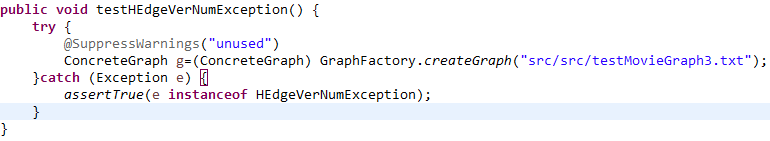 public void testHEdgeVerNumException() {
    try {
        @SuppressWarnings("unused")
        ConcreteGraph g=(ConcreteGraph) GraphFactory.createGraph("src/src/testMovieGraph3.txt");
    }catch (Exception e) {
        assertTrue(e instanceof HEdgeVerNumException);
    }
}